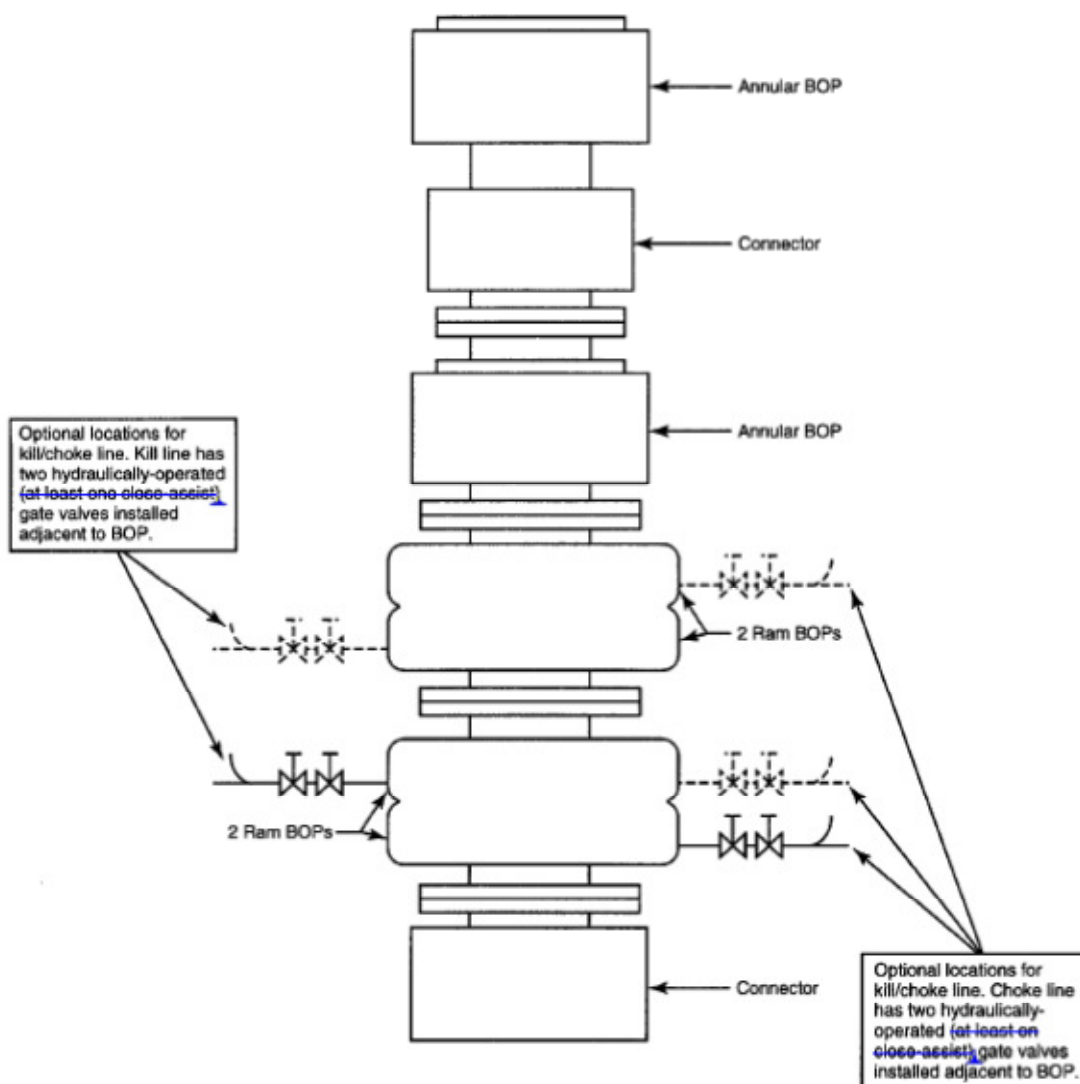 Annular BOP
Connector
Annular BOP
Optional locations for
kill/choke line. Kill line has
two hydraulically-operated
(at least one close-assist)
gate valves installed
adjacent to BOP.
2 Ram BOPs
2 Ram BOPs
Connector
Optional locations for
kill/choke line. Choke line
has two hydraulically-
operated (at least on
close-assist) gate valves
installed adjacent to BOP.